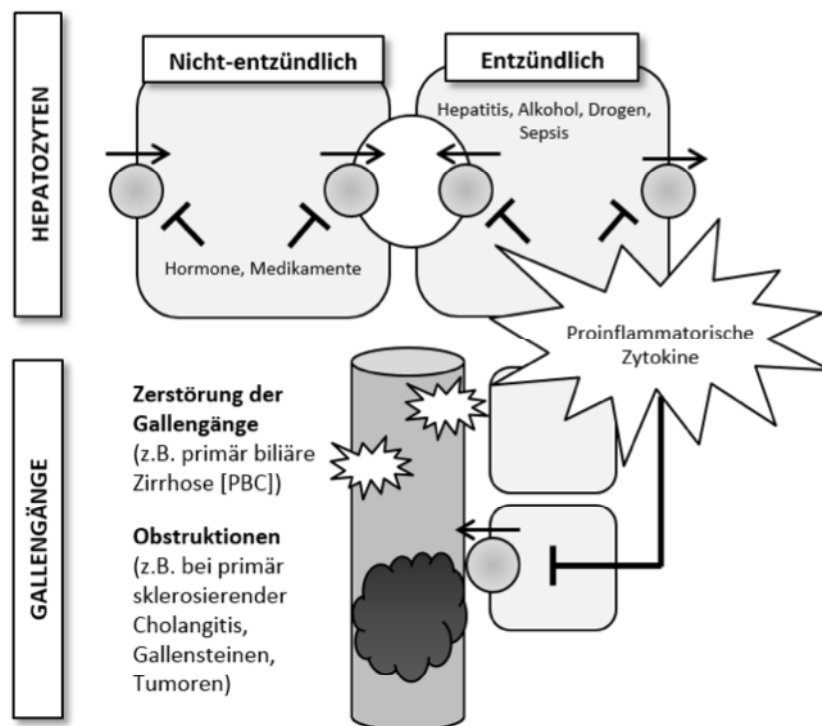 HEPATOZYTEN
Nicht-entzündlich
Hormone, Medikamente
Entzündlich
Hepatitis, Alkohol, Drogen,
Sepsis
Proinflammatorische
Zytokine
GALLENGÄNGE
Zerstörung der
Gallengänge
(z.B. primär biliäre
Zirrhose [PBC])
Obstruktionen
(z.B. bei primär
sklerosierender
Cholangitis,
Gallensteinen,
Tumoren)